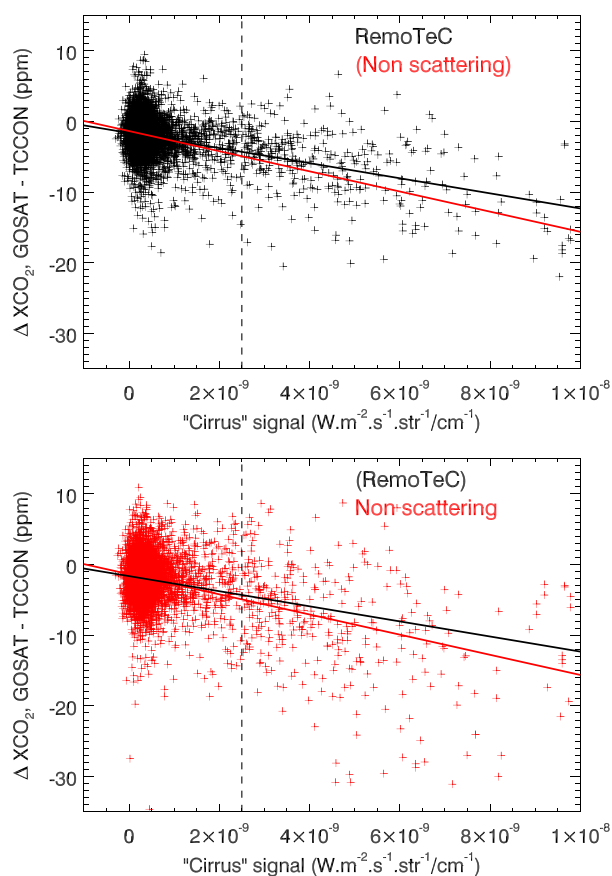 RemoTeC
(Non scattering)
10
0
-10
-20
-30
Δ XCO₂, GOSAT - TCCON (ppm)
0 2×10⁻⁹ 4×10⁻⁹ 6×10⁻⁹ 8×10⁻⁹ 1×10⁻⁸
"Cirrus" signal (W.m⁻².s⁻¹.str⁻¹/cm⁻¹)
(RemoTeC)
Non scattering
10
0
-10
-20
-30
Δ XCO₂, GOSAT - TCCON (ppm)
0 2×10⁻⁹ 4×10⁻⁹ 6×10⁻⁹ 8×10⁻⁹ 1×10⁻⁸
"Cirrus" signal (W.m⁻².s⁻¹.str⁻¹/cm⁻¹)